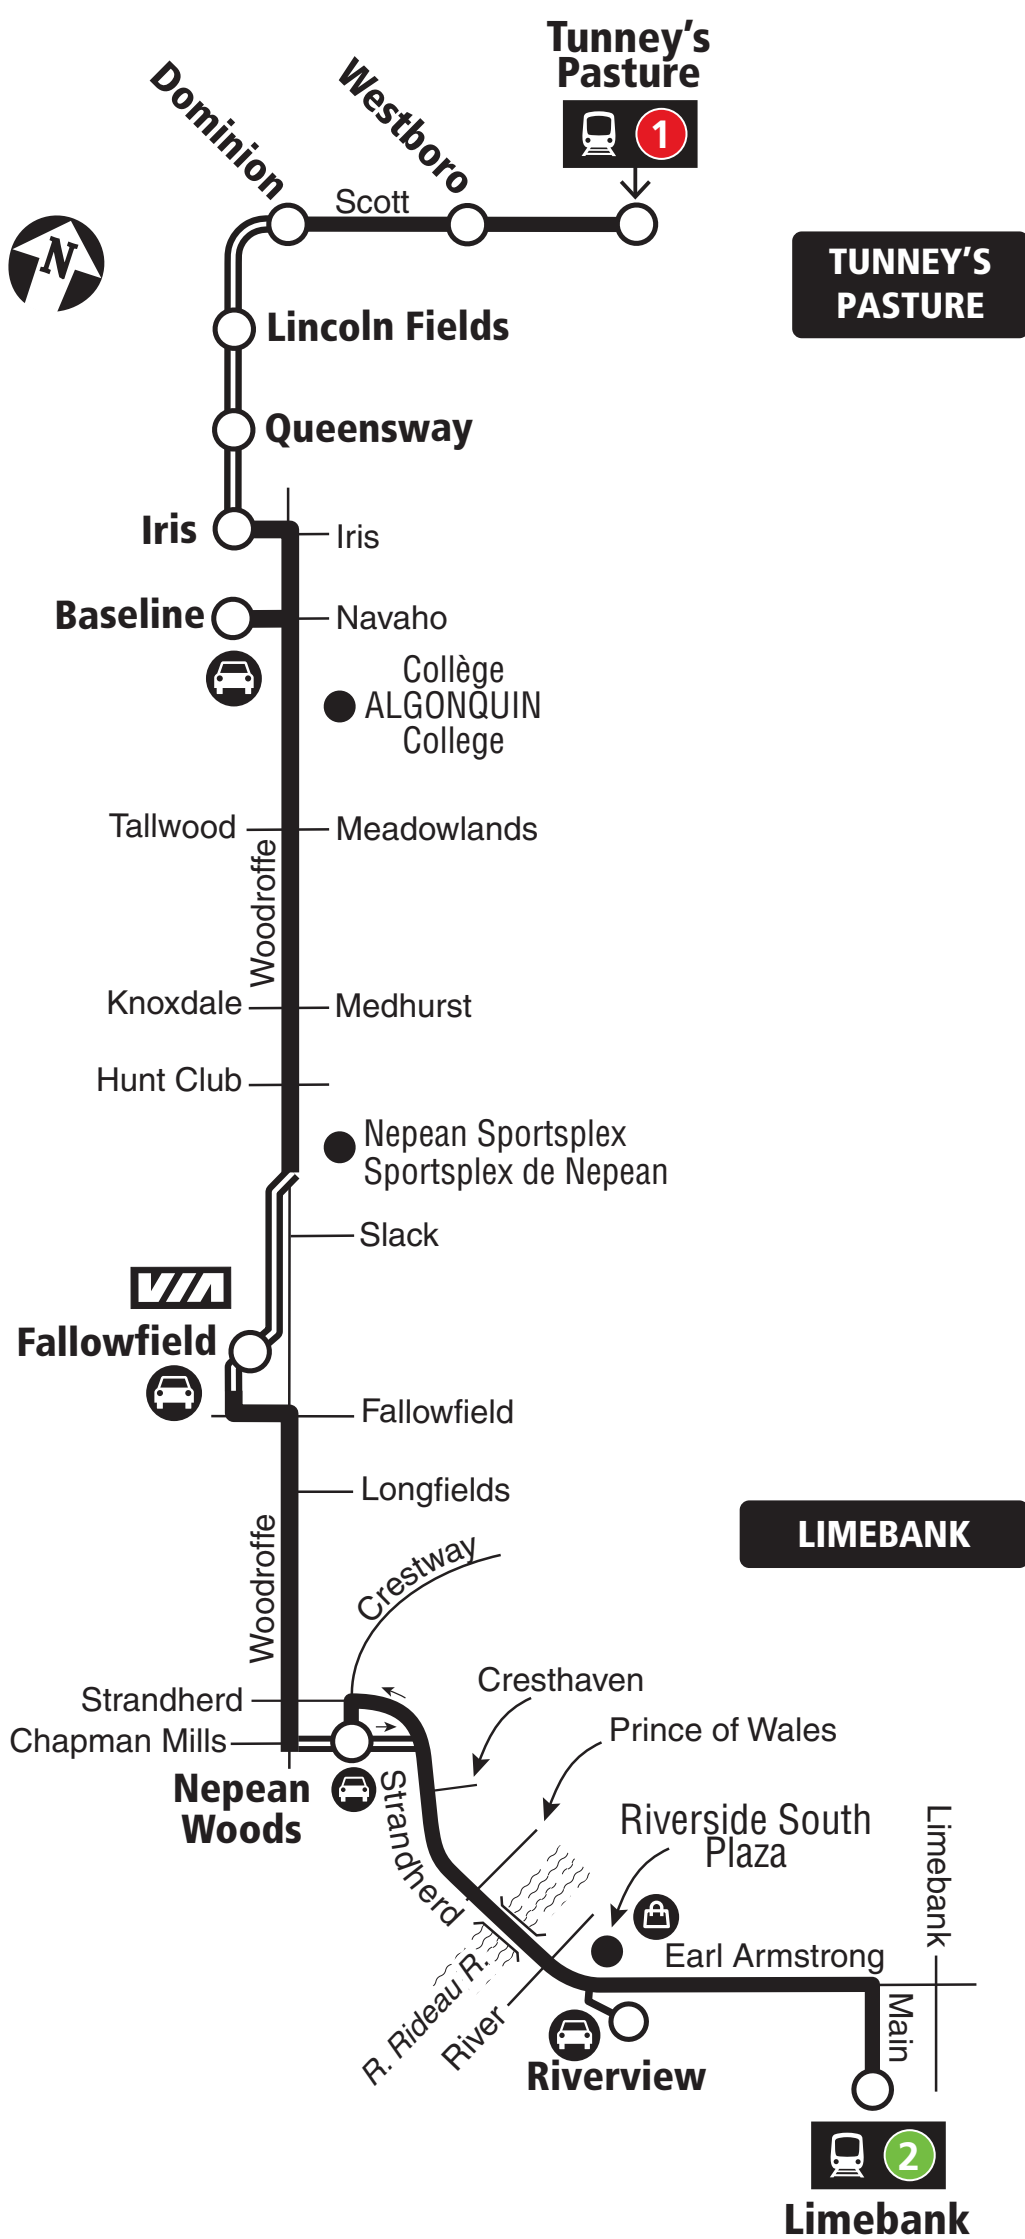 Tunney's
Pasture
1
Dominion
Westboro
Scott
N
TUNNEY'S
PASTURE
Lincoln Fields
Queensway
Iris
Iris
Baseline
Navaho
Collège
ALGONQUIN
College
Tallwood
Meadowlands
Woodroffe
Knoxdale
Medhurst
Hunt Club
Nepean Sportsplex
Sportsplex de Nepean
Slack
VIA
Fallowfield
Fallowfield
Longfields
LIMEBANK
Woodroffe
Crestway
Strandherd
Cresthaven
Chapman Mills
Prince of Wales
Nepean
Woods
Strandherd
Riverside South
Plaza
Limebank
Earl Armstrong
R. Rideau R.
River
Main
Riverview
2
Limebank